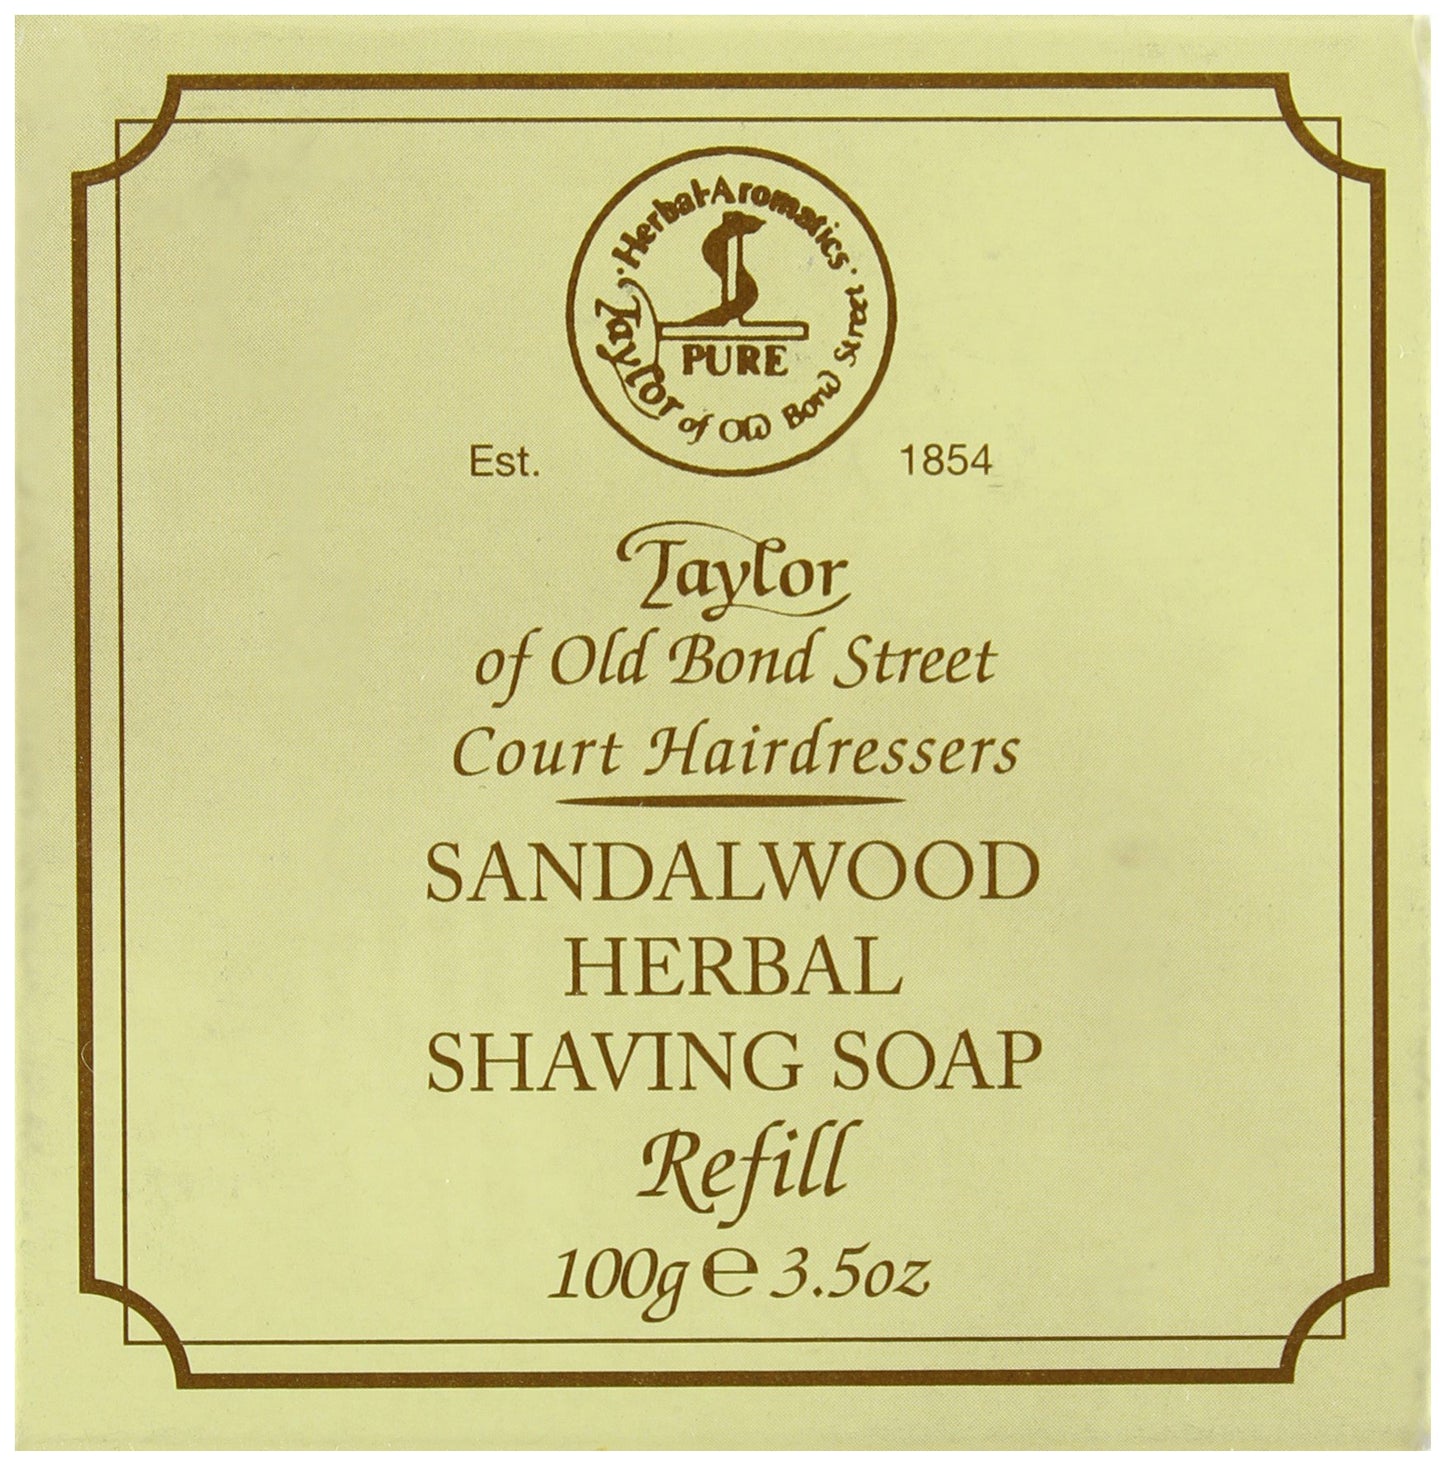 ·Herbal-Aromatics·
Taylor of Old Bond Street
PURE
Est. 1854
Taylor
of Old Bond Street
Court Hairdressers
SANDALWOOD
HERBAL
SHAVING SOAP
Refill
100g ℮ 3.5oz